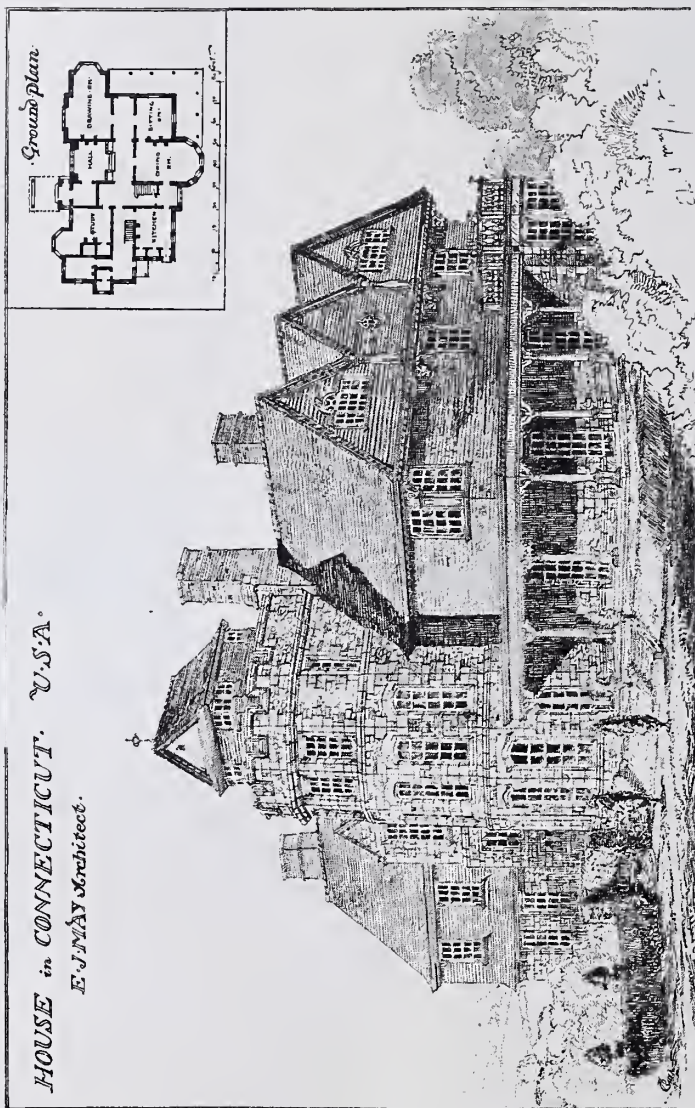 HOUSE in CONNECTICUT. U.S.A.
E.J.MAY Architect.
Ground plan
DRAWING·RM.
HALL
SITTING
RM.
STUDY
DINING
RM.
KITCHEN